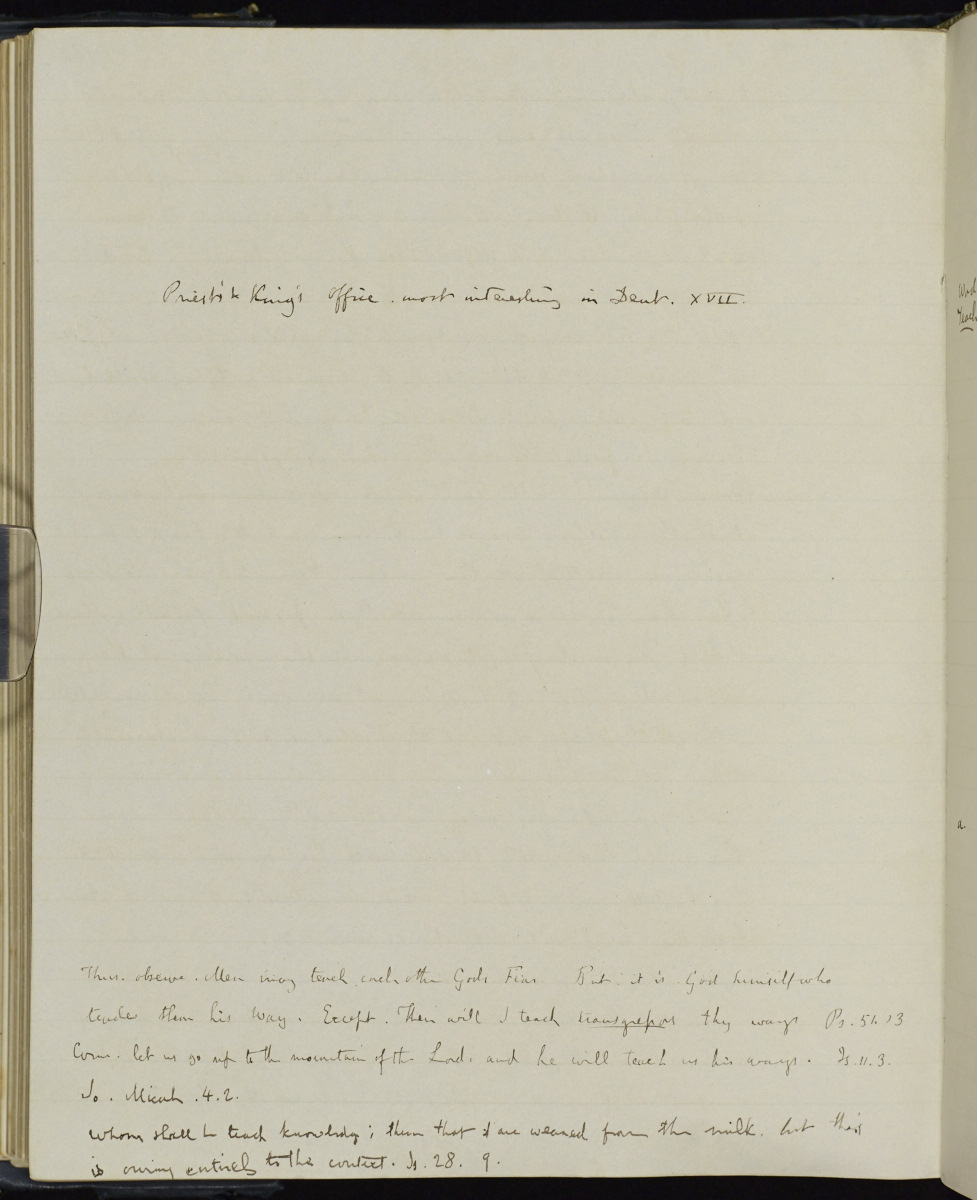 Priest's & King's office. most interesting in Deut. XVII.
Word
Teach
a.
Thus. observe. Men may teach each other Gods Fear But. it is God himself who
teaches them his Way. Except. Then will I teach transgressors thy ways Ps. 51. 13
Come. let us go up to the mountain of the Lord. and he will teach us his ways. Is. 11. 3.
So. Micah. 4. 2.
Whom shall he teach knowledge; them that are weaned from the milk. but this
is owing entirely to the context. Is. 28. 9.